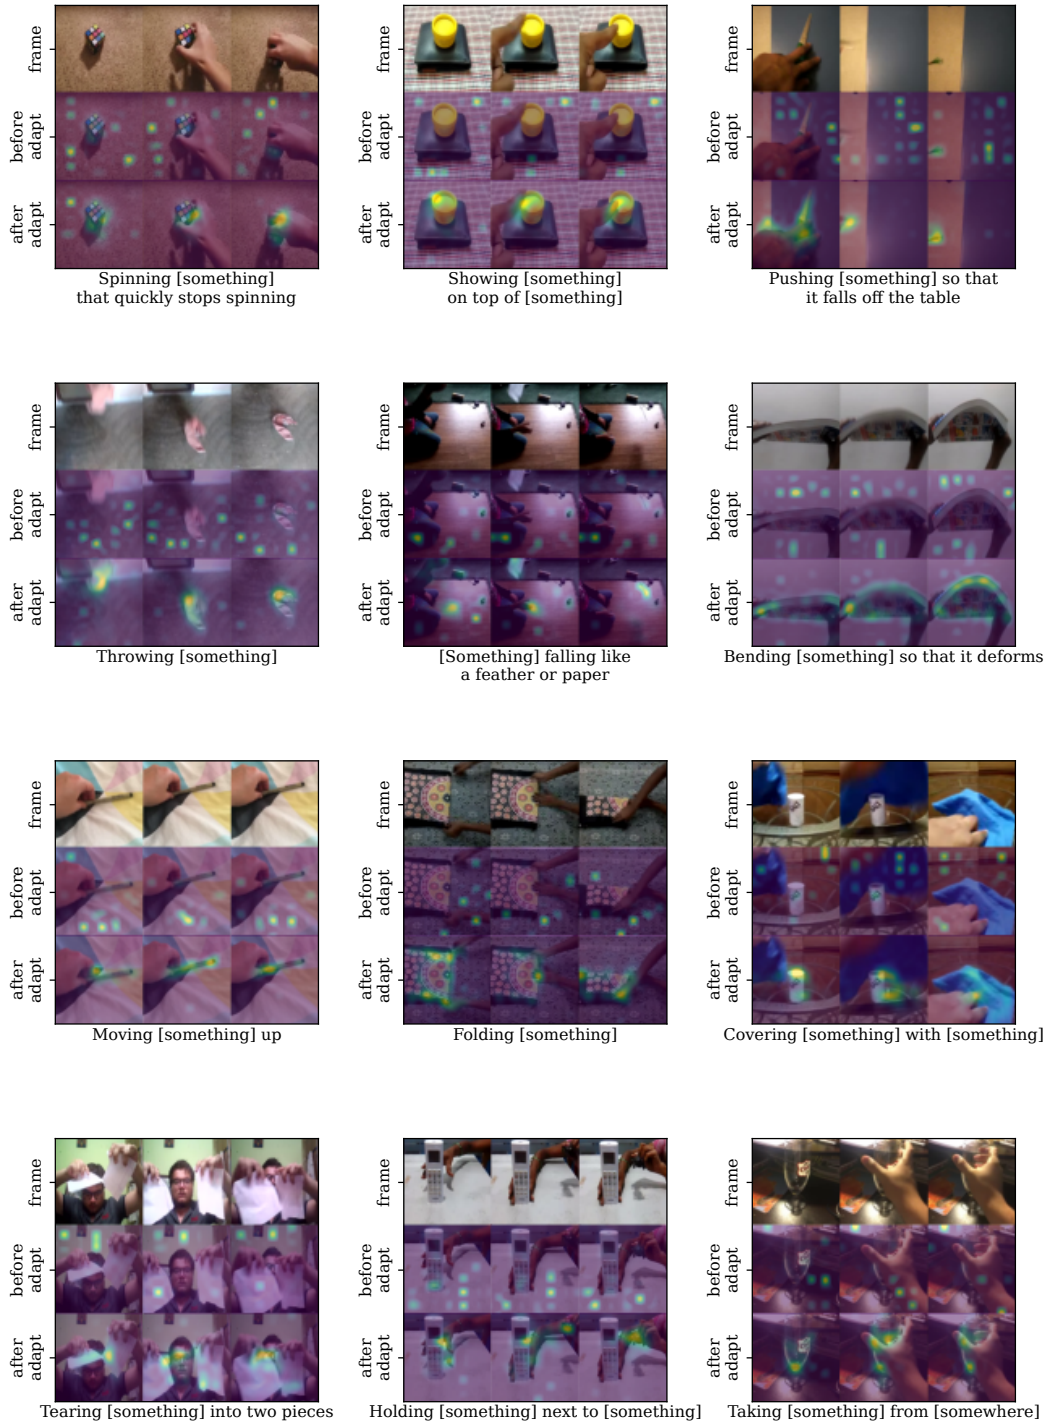 frame
before
adapt
after
adapt
Spinning [something]
that quickly stops spinning
frame
before
adapt
after
adapt
Showing [something]
on top of [something]
frame
before
adapt
after
adapt
Pushing [something] so that
it falls off the table
frame
before
adapt
after
adapt
Throwing [something]
frame
before
adapt
after
adapt
[Something] falling like
a feather or paper
frame
before
adapt
after
adapt
Bending [something] so that it deforms
frame
before
adapt
after
adapt
Moving [something] up
frame
before
adapt
after
adapt
Folding [something]
frame
before
adapt
after
adapt
Covering [something] with [something]
frame
before
adapt
after
adapt
Tearing [something] into two pieces
frame
before
adapt
after
adapt
Holding [something] next to [something]
frame
before
adapt
after
adapt
Taking [something] from [somewhere]